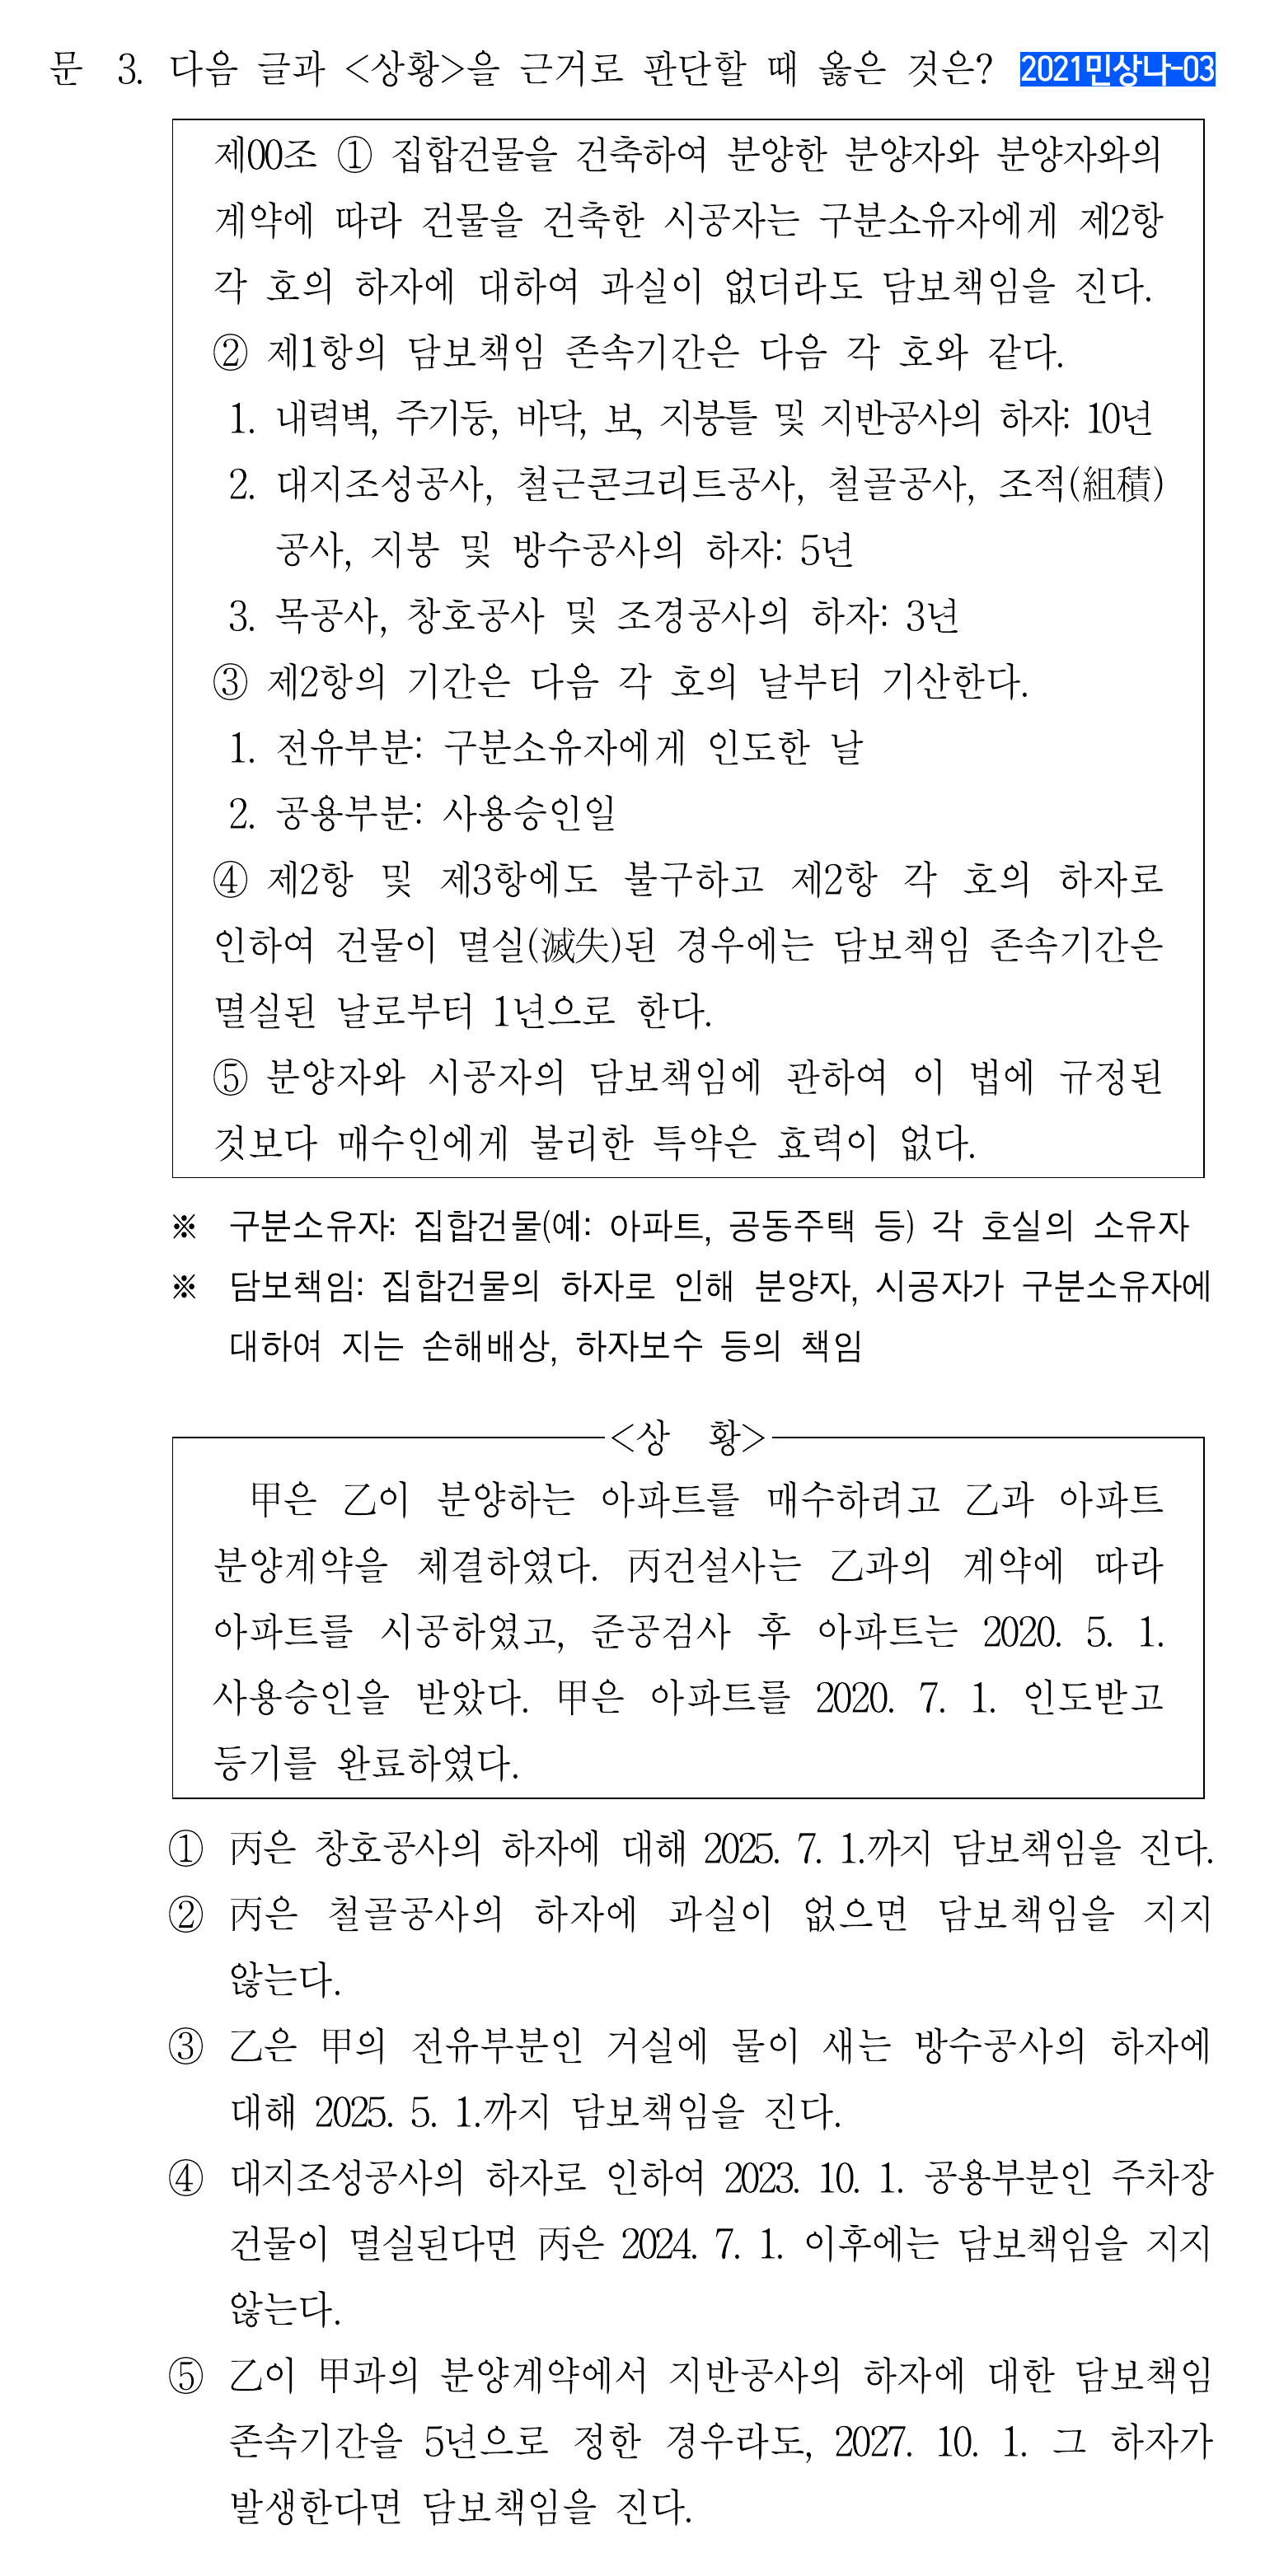 문 3. 다음 글과 <상황>을 근거로 판단할 때 옳은 것은? 2021민상나-03
제00조 ① 집합건물을 건축하여 분양한 분양자와 분양자와의
계약에 따라 건물을 건축한 시공자는 구분소유자에게 제2항
각 호의 하자에 대하여 과실이 없더라도 담보책임을 진다.
② 제1항의 담보책임 존속기간은 다음 각 호와 같다.
1. 내력벽, 주기둥, 바닥, 보, 지붕틀 및 지반공사의 하자: 10년
2. 대지조성공사, 철근콘크리트공사, 철골공사, 조적(組積)
공사, 지붕 및 방수공사의 하자: 5년
3. 목공사, 창호공사 및 조경공사의 하자: 3년
③ 제2항의 기간은 다음 각 호의 날부터 기산한다.
1. 전유부분: 구분소유자에게 인도한 날
2. 공용부분: 사용승인일
④ 제2항 및 제3항에도 불구하고 제2항 각 호의 하자로
인하여 건물이 멸실(滅失)된 경우에는 담보책임 존속기간은
멸실된 날로부터 1년으로 한다.
⑤ 분양자와 시공자의 담보책임에 관하여 이 법에 규정된
것보다 매수인에게 불리한 특약은 효력이 없다.
※ 구분소유자: 집합건물(예: 아파트, 공동주택 등) 각 호실의 소유자
※ 담보책임: 집합건물의 하자로 인해 분양자, 시공자가 구분소유자에
대하여 지는 손해배상, 하자보수 등의 책임
<상 황>
甲은 乙이 분양하는 아파트를 매수하려고 乙과 아파트
분양계약을 체결하였다. 丙건설사는 乙과의 계약에 따라
아파트를 시공하였고, 준공검사 후 아파트는 2020. 5. 1.
사용승인을 받았다. 甲은 아파트를 2020. 7. 1. 인도받고
등기를 완료하였다.
① 丙은 창호공사의 하자에 대해 2025. 7. 1.까지 담보책임을 진다.
② 丙은 철골공사의 하자에 과실이 없으면 담보책임을 지지
않는다.
③ 乙은 甲의 전유부분인 거실에 물이 새는 방수공사의 하자에
대해 2025. 5. 1.까지 담보책임을 진다.
④ 대지조성공사의 하자로 인하여 2023. 10. 1. 공용부분인 주차장
건물이 멸실된다면 丙은 2024. 7. 1. 이후에는 담보책임을 지지
않는다.
⑤ 乙이 甲과의 분양계약에서 지반공사의 하자에 대한 담보책임
존속기간을 5년으로 정한 경우라도, 2027. 10. 1. 그 하자가
발생한다면 담보책임을 진다.